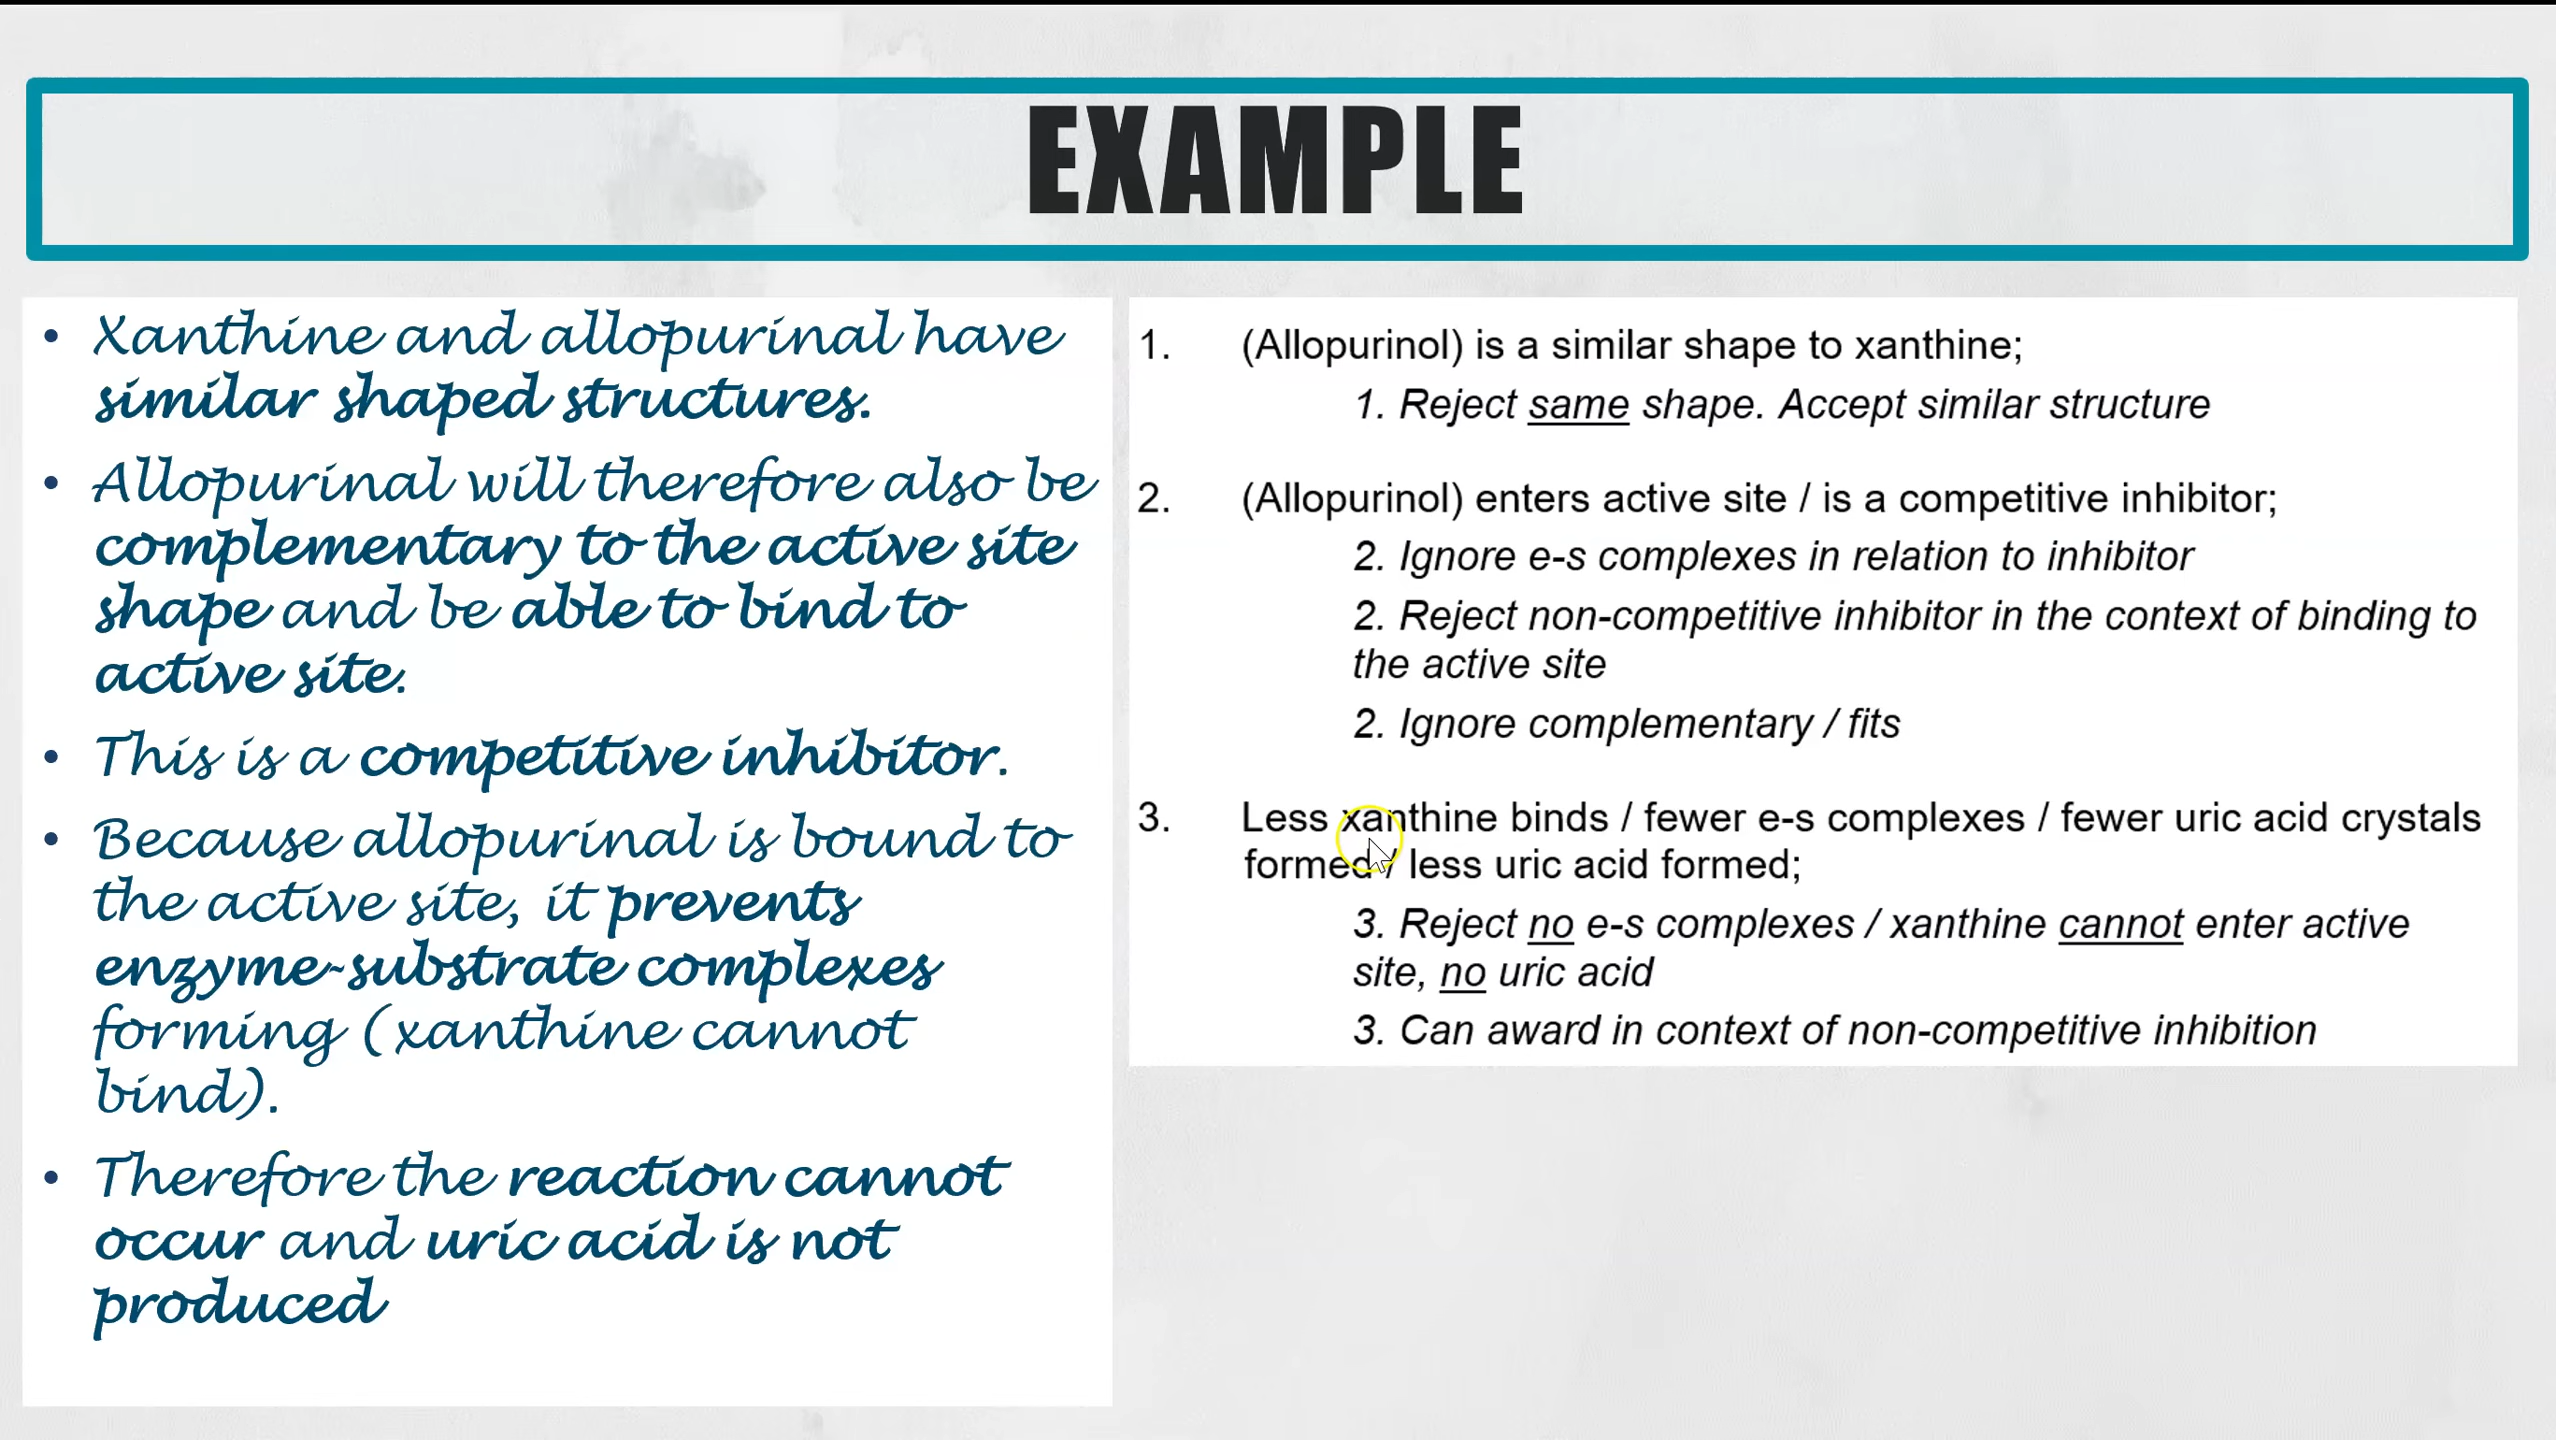 EXAMPLE
• Xanthine and allopurinal have
similar shaped structures.
• Allopurinal will therefore also be
complementary to the active site
shape and be able to bind to
active site.
• This is a competitive inhibitor.
• Because allopurinal is bound to
the active site, it prevents
enzyme-substrate complexes
forming (xanthine cannot
bind).
• Therefore the reaction cannot
occur and uric acid is not
produced
1. (Allopurinol) is a similar shape to xanthine;
1. Reject same shape. Accept similar structure
2. (Allopurinol) enters active site / is a competitive inhibitor;
2. Ignore e-s complexes in relation to inhibitor
2. Reject non-competitive inhibitor in the context of binding to
the active site
2. Ignore complementary / fits
3. Less xanthine binds / fewer e-s complexes / fewer uric acid crystals
formed / less uric acid formed;
3. Reject no e-s complexes / xanthine cannot enter active
site, no uric acid
3. Can award in context of non-competitive inhibition